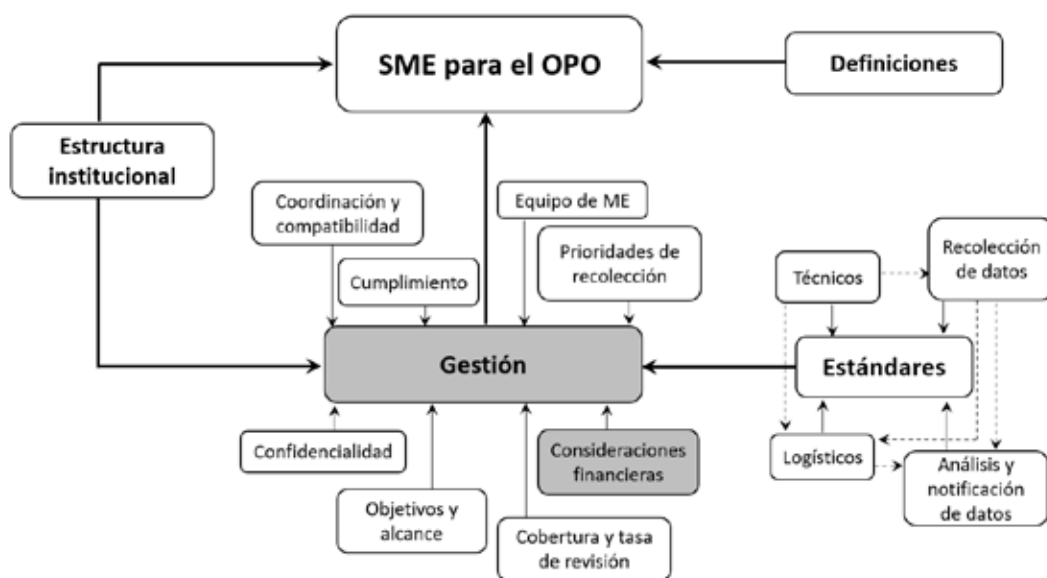 SME para el OPO
Definiciones
Estructura
institucional
Coordinación y
compatibilidad
Equipo de ME
Cumplimiento
Prioridades de
recolección
Técnicos
Recolección
de datos
Gestión
Estándares
Confidencialidad
Objetivos y
alcance
Cobertura y tasa
de revisión
Consideraciones
financieras
Logísticos
Análisis y
notificación
de datos